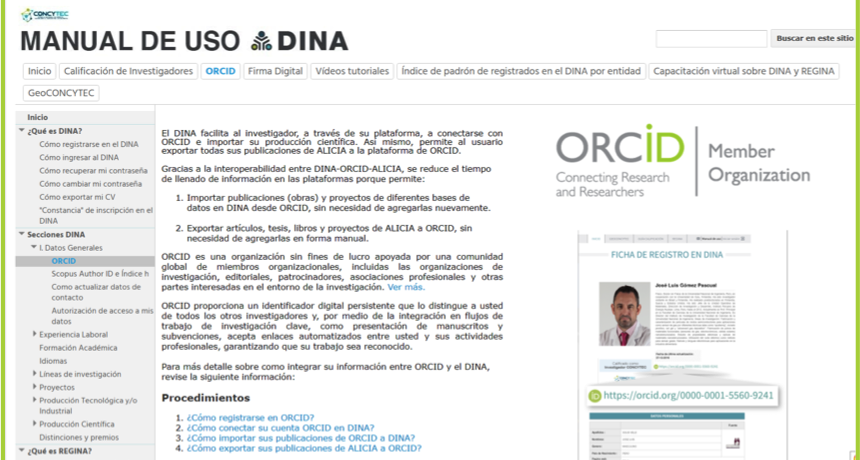 CONCYTEC
MANUAL DE USO DINA
Buscar en este sitio
Inicio
Calificación de Investigadores
ORCID
Firma Digital
Vídeos tutoriales
Índice de padrón de registrados en el DINA por entidad
Capacitación virtual sobre DINA y REGINA
GeoCONCYTEC
Inicio
¿Qué es DINA?
Cómo registrarse en el DINA
Cómo ingresar al DINA
Cómo recuperar mi contraseña
Cómo cambiar mi contraseña
Cómo exportar mi CV
"Constancia" de inscripción en el
DINA
Secciones DINA
I. Datos Generales
ORCID
Scopus Author ID e Índice h
Como actualizar datos de
contacto
Autorización de acceso a mis
datos
Experiencia Laboral
Formación Académica
Idiomas
Líneas de investigación
Proyectos
Producción Tecnológica y/o
Industrial
Producción Científica
Distinciones y premios
¿Qué es REGINA?
El DINA facilita al investigador, a través de su plataforma, a conectarse con
ORCID e importar su producción científica. Así mismo, permite al usuario
exportar todas sus publicaciones de ALICIA a la plataforma de ORCID.
Gracias a la interoperabilidad entre DINA-ORCID-ALICIA, se reduce el tiempo
de llenado de información en las plataformas porque permite:
1. Importar publicaciones (obras) y proyectos de diferentes bases de
datos en DINA desde ORCID, sin necesidad de agregarlas nuevamente.
2. Exportar artículos, tesis, libros y proyectos de ALICIA a ORCID, sin
necesidad de agregarlas en forma manual.
ORCID es una organización sin fines de lucro apoyada por una comunidad
global de miembros organizacionales, incluidas las organizaciones de
investigación, editoriales, patrocinadores, asociaciones profesionales y otras
partes interesadas en el entorno de la investigación. Ver más.
ORCID proporciona un identificador digital persistente que lo distingue a usted
de todos los otros investigadores y, por medio de la integración en flujos de
trabajo de investigación clave, como presentación de manuscritos y
subvenciones, acepta enlaces automatizados entre usted y sus actividades
profesionales, garantizando que su trabajo sea reconocido.
Para más detalle sobre como integrar su información entre ORCID y el DINA,
revise la siguiente información:
Procedimientos
1. ¿Cómo registrarse en ORCID?
2. ¿Cómo conectar su cuenta ORCID en DINA?
3. ¿Cómo importar sus publicaciones de ORCID a DINA?
4. ¿Cómo exportar sus publicaciones de ALICIA a ORCID?
ORCID
Connecting Research
and Researchers
Member
Organization
FICHA DE REGISTRO EN DINA
José Luis Gómez Pascual
iD https://orcid.org/0000-0001-5560-9241
DATOS PERSONALES